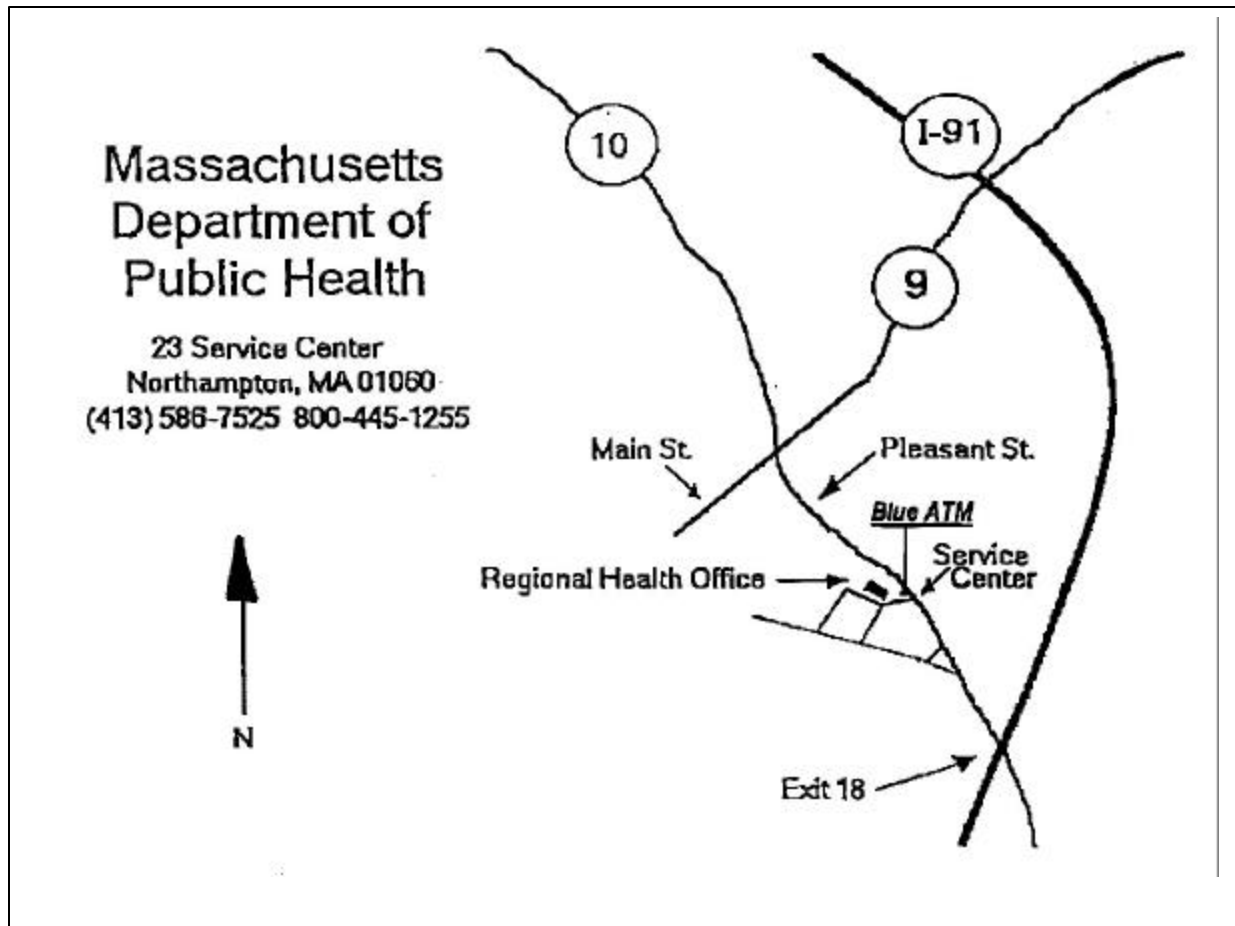 Massachusetts
Department of
Public Health
23 Service Center
Northampton, MA 01060
(413) 586-7525 800-445-1255
10
I-91
9
Main St.
Pleasant St.
Blue ATM
Regional Health Office
Service
Center
Exit 18
N